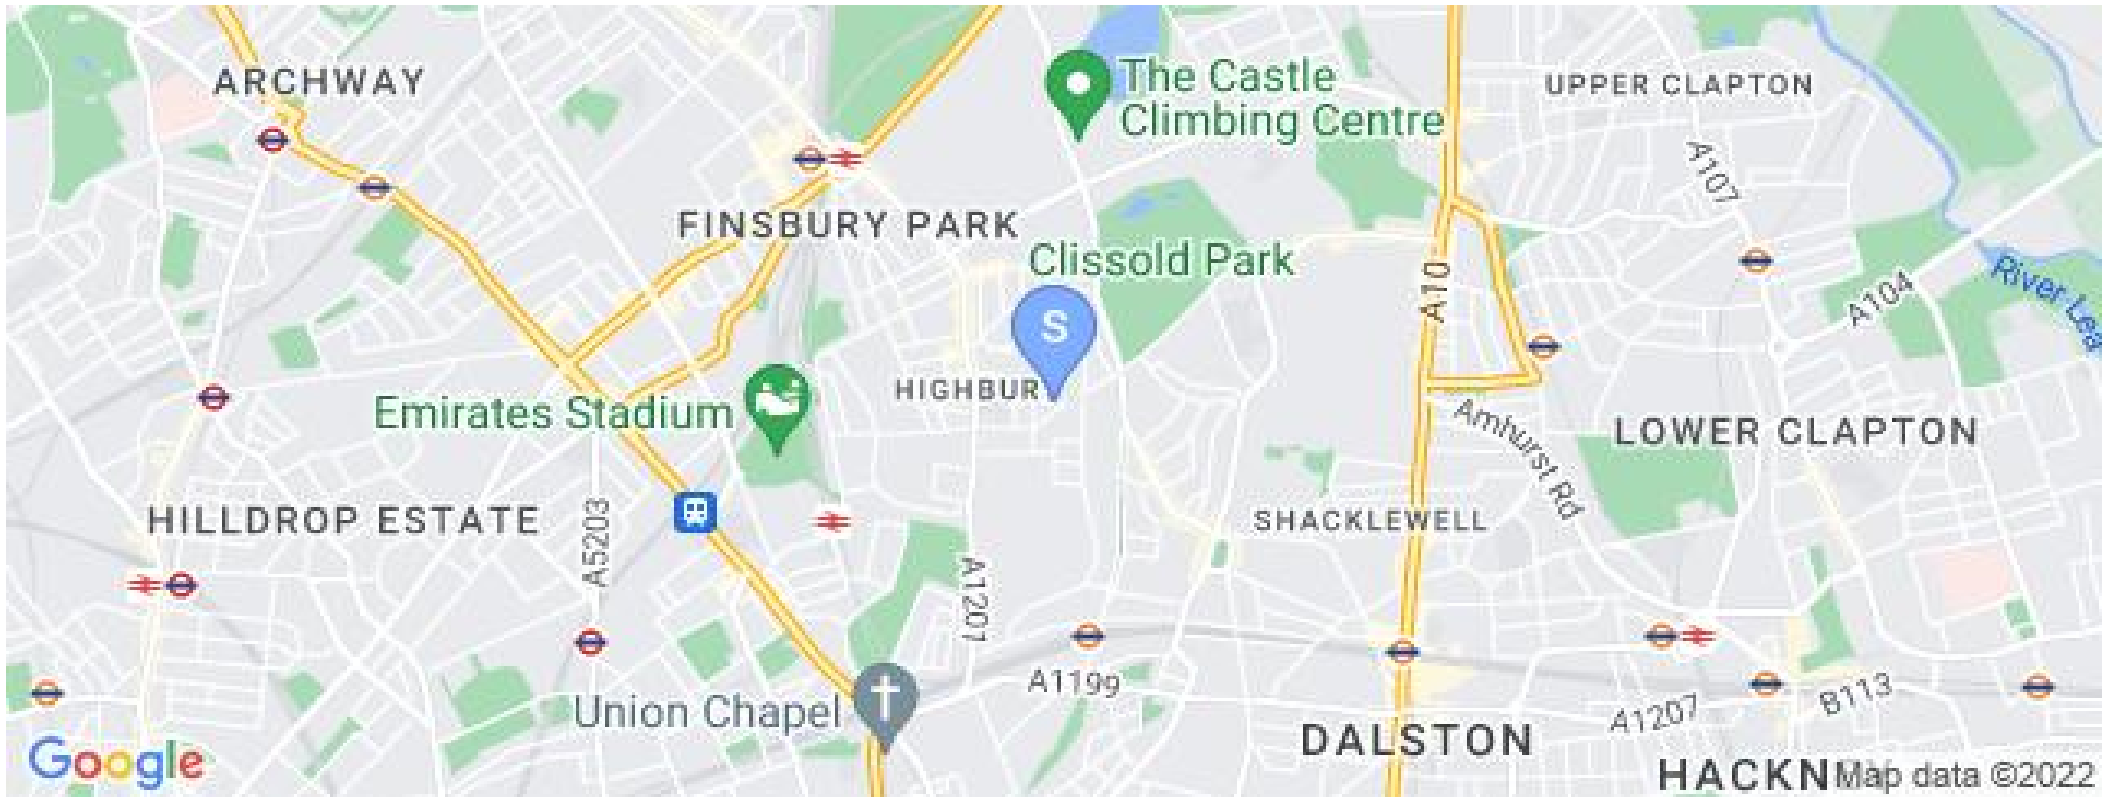 ARCHWAY
The Castle
Climbing Centre
UPPER CLAPTON
A107
FINSBURY PARK
Clissold Park
A10
River Lea
A104
S
HIGHBUR
Emirates Stadium
Amhurst Rd
LOWER CLAPTON
HILLDROP ESTATE
A5203
SHACKLEWELL
A1201
A1199
Union Chapel
A1207
B113
DALSTON
Google
HACKN
Map data ©2022